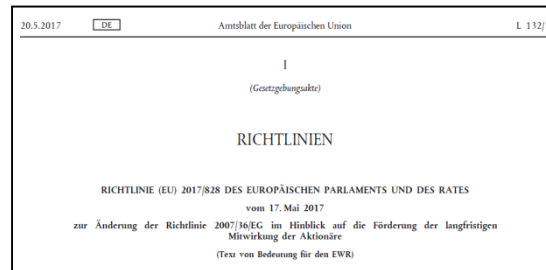 20.5.2017 DE Amtsblatt der Europäischen Union L 132/
I
(Gesetzgebungsakte)
RICHTLINIEN
RICHTLINIE (EU) 2017/828 DES EUROPÄISCHEN PARLAMENTS UND DES RATES
vom 17. Mai 2017
zur Änderung der Richtlinie 2007/36/EG im Hinblick auf die Förderung der langfristigen
Mitwirkung der Aktionäre
(Text von Bedeutung für den EWR)